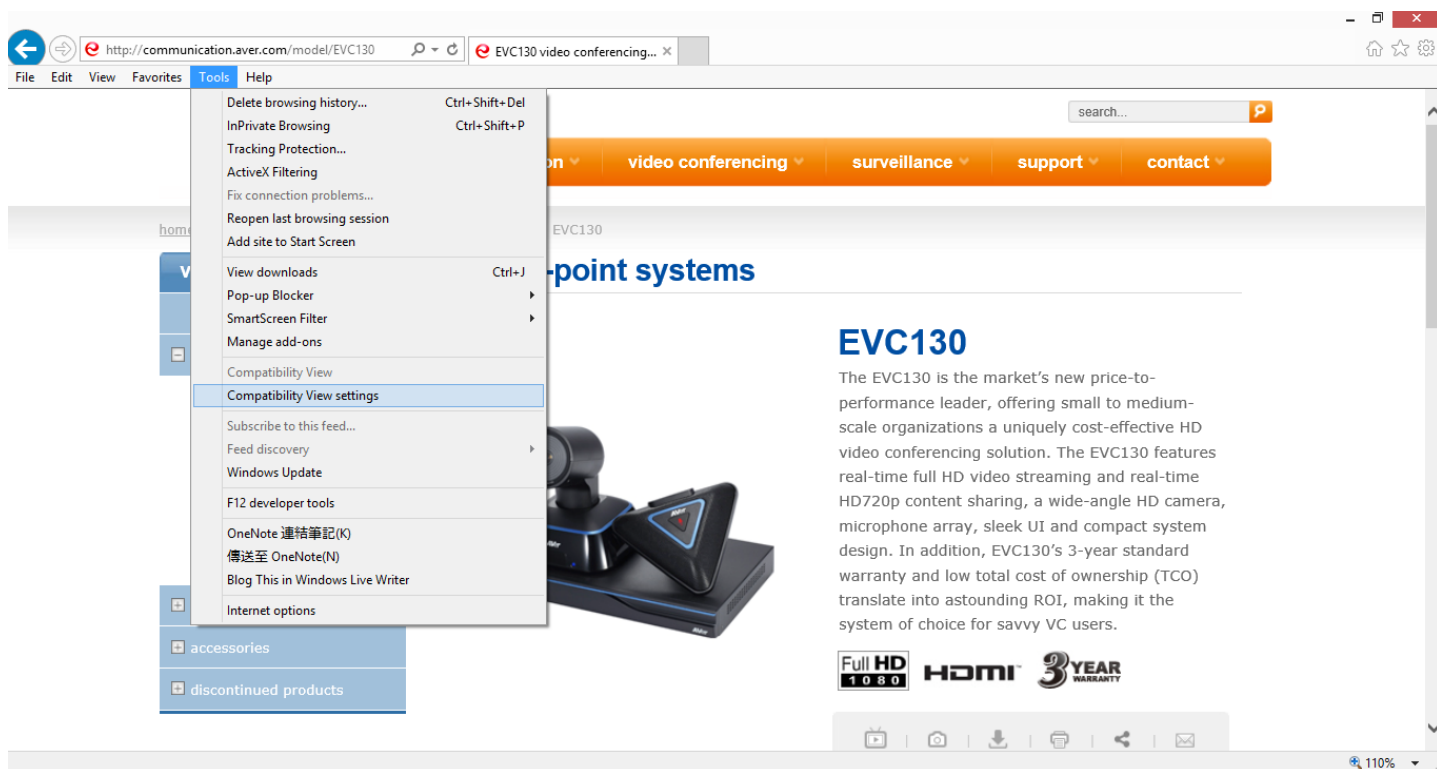 http://communication.aver.com/model/EVC130
EVC130 video conferencing...
File Edit View Favorites Tools Help
Delete browsing history... Ctrl+Shift+Del
InPrivate Browsing Ctrl+Shift+P
Tracking Protection...
ActiveX Filtering
Fix connection problems...
Reopen last browsing session
Add site to Start Screen
View downloads Ctrl+J
Pop-up Blocker
SmartScreen Filter
Manage add-ons
Compatibility View
Compatibility View settings
Subscribe to this feed...
Feed discovery
Windows Update
F12 developer tools
OneNote 連結筆記(K)
傳送至 OneNote(N)
Blog This in Windows Live Writer
Internet options
search...
video conferencing surveillance support contact
EVC130
-point systems
accessories
discontinued products
EVC130
The EVC130 is the market's new price-to-
performance leader, offering small to medium-
scale organizations a uniquely cost-effective HD
video conferencing solution. The EVC130 features
real-time full HD video streaming and real-time
HD720p content sharing, a wide-angle HD camera,
microphone array, sleek UI and compact system
design. In addition, EVC130's 3-year standard
warranty and low total cost of ownership (TCO)
translate into astounding ROI, making it the
system of choice for savvy VC users.
Full HD
1080
HDMI
3 YEAR
WARRANTY
110%